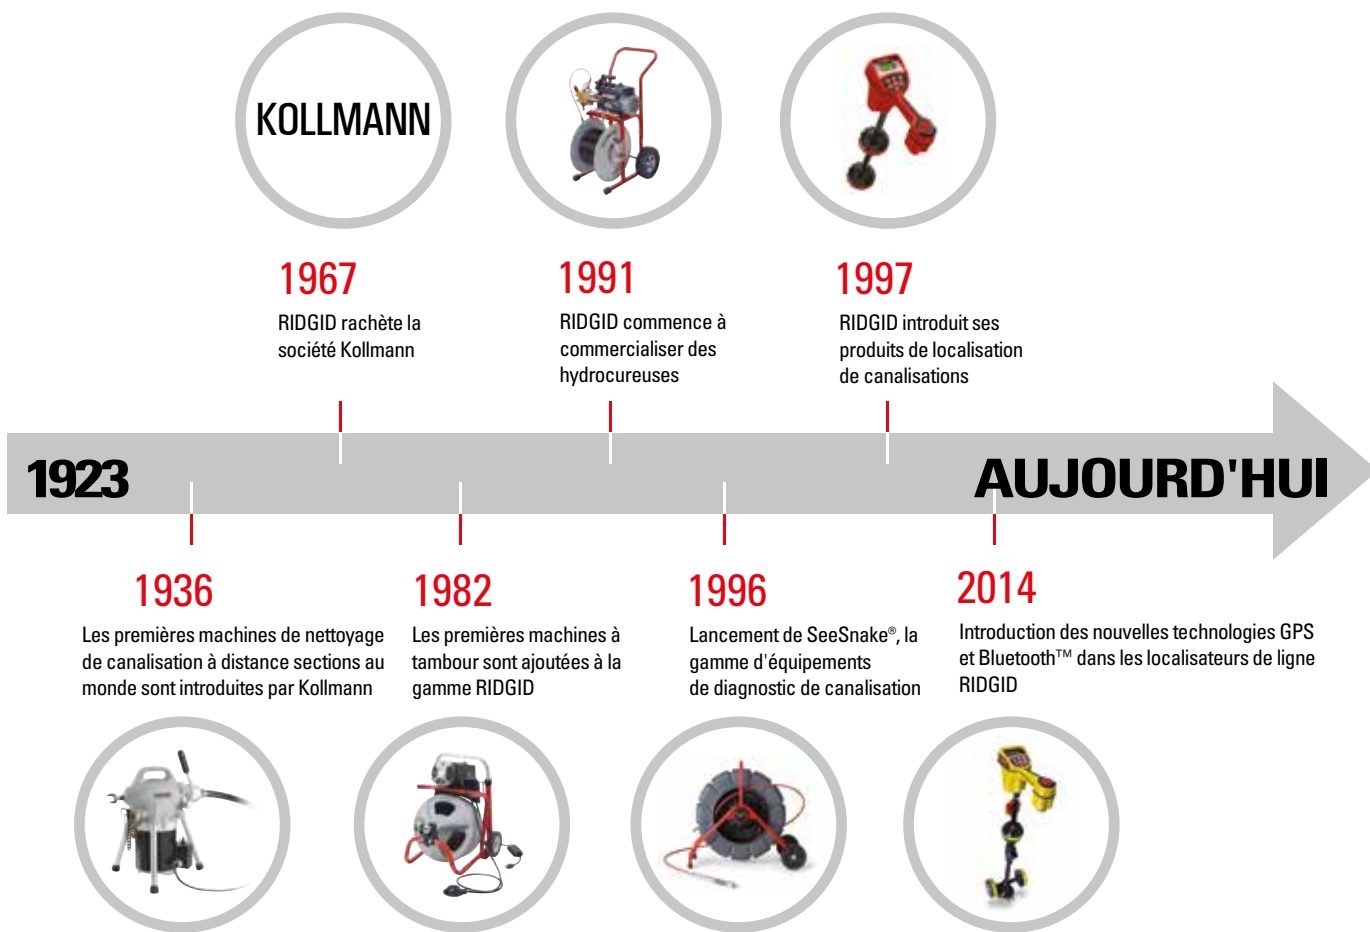 KOLLMANN
1967
RIDGID rachète la
société Kollmann
1991
RIDGID commence à
commercialiser des
hydrocureuses
1997
RIDGID introduit ses
produits de localisation
de canalisations
1923
AUJOURD'HUI
1936
Les premières machines de nettoyage
de canalisation à distance sections au
monde sont introduites par Kollmann
1982
Les premières machines à
tambour sont ajoutées à la
gamme RIDGID
1996
Lancement de SeeSnake®, la
gamme d'équipements
de diagnostic de canalisation
2014
Introduction des nouvelles technologies GPS
et Bluetooth™ dans les localisateurs de ligne
RIDGID